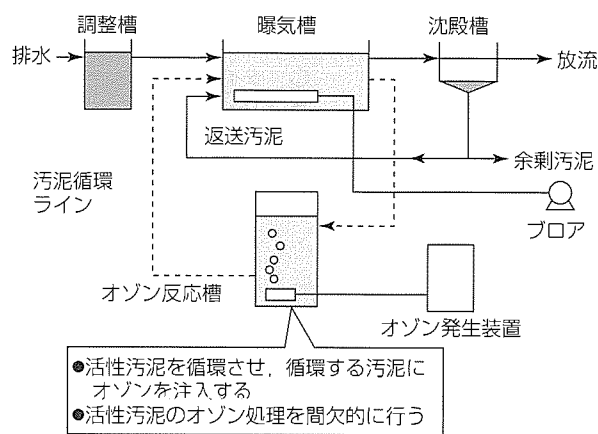 調整槽
曝気槽
沈殿槽
排水
放流
返送汚泥
余剰汚泥
汚泥循環
ライン
ブロア
オゾン反応槽
オゾン発生装置
●活性汚泥を循環させ，循環する汚泥に
オゾンを注入する
●活性汚泥のオゾン処理を間欠的に行う